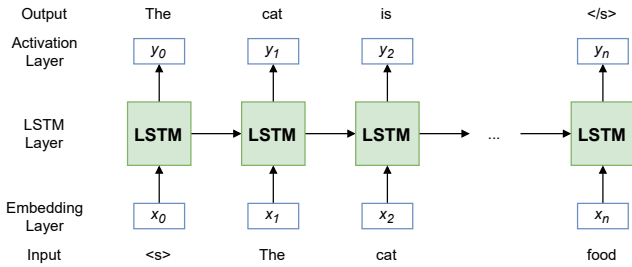 Output The cat is </s>
Activation
Layer
y0 y1 y2 yn
LSTM
Layer
LSTM LSTM LSTM ... LSTM
Embedding
Layer
x0 x1 x2 xn
Input <s> The cat food